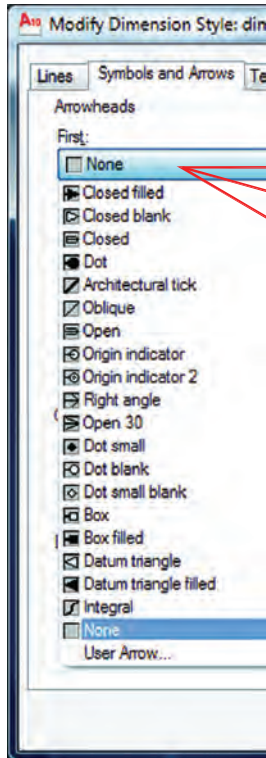 A10 Modify Dimension Style: dim
Lines Symbols and Arrows Te
Arrowheads
First:
None
Closed filled
Closed blank
Closed
Dot
Architectural tick
Oblique
Open
Origin indicator
Origin indicator 2
Right angle
Open 30
Dot small
Dot blank
Dot small blank
Box
Box filled
Datum triangle
Datum triangle filled
Integral
None
User Arrow...